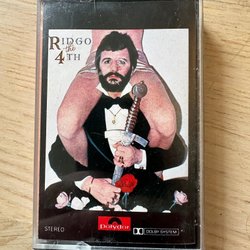 RINGO
the
4TH
STEREO
Polydor
DOLBY SYSTEM